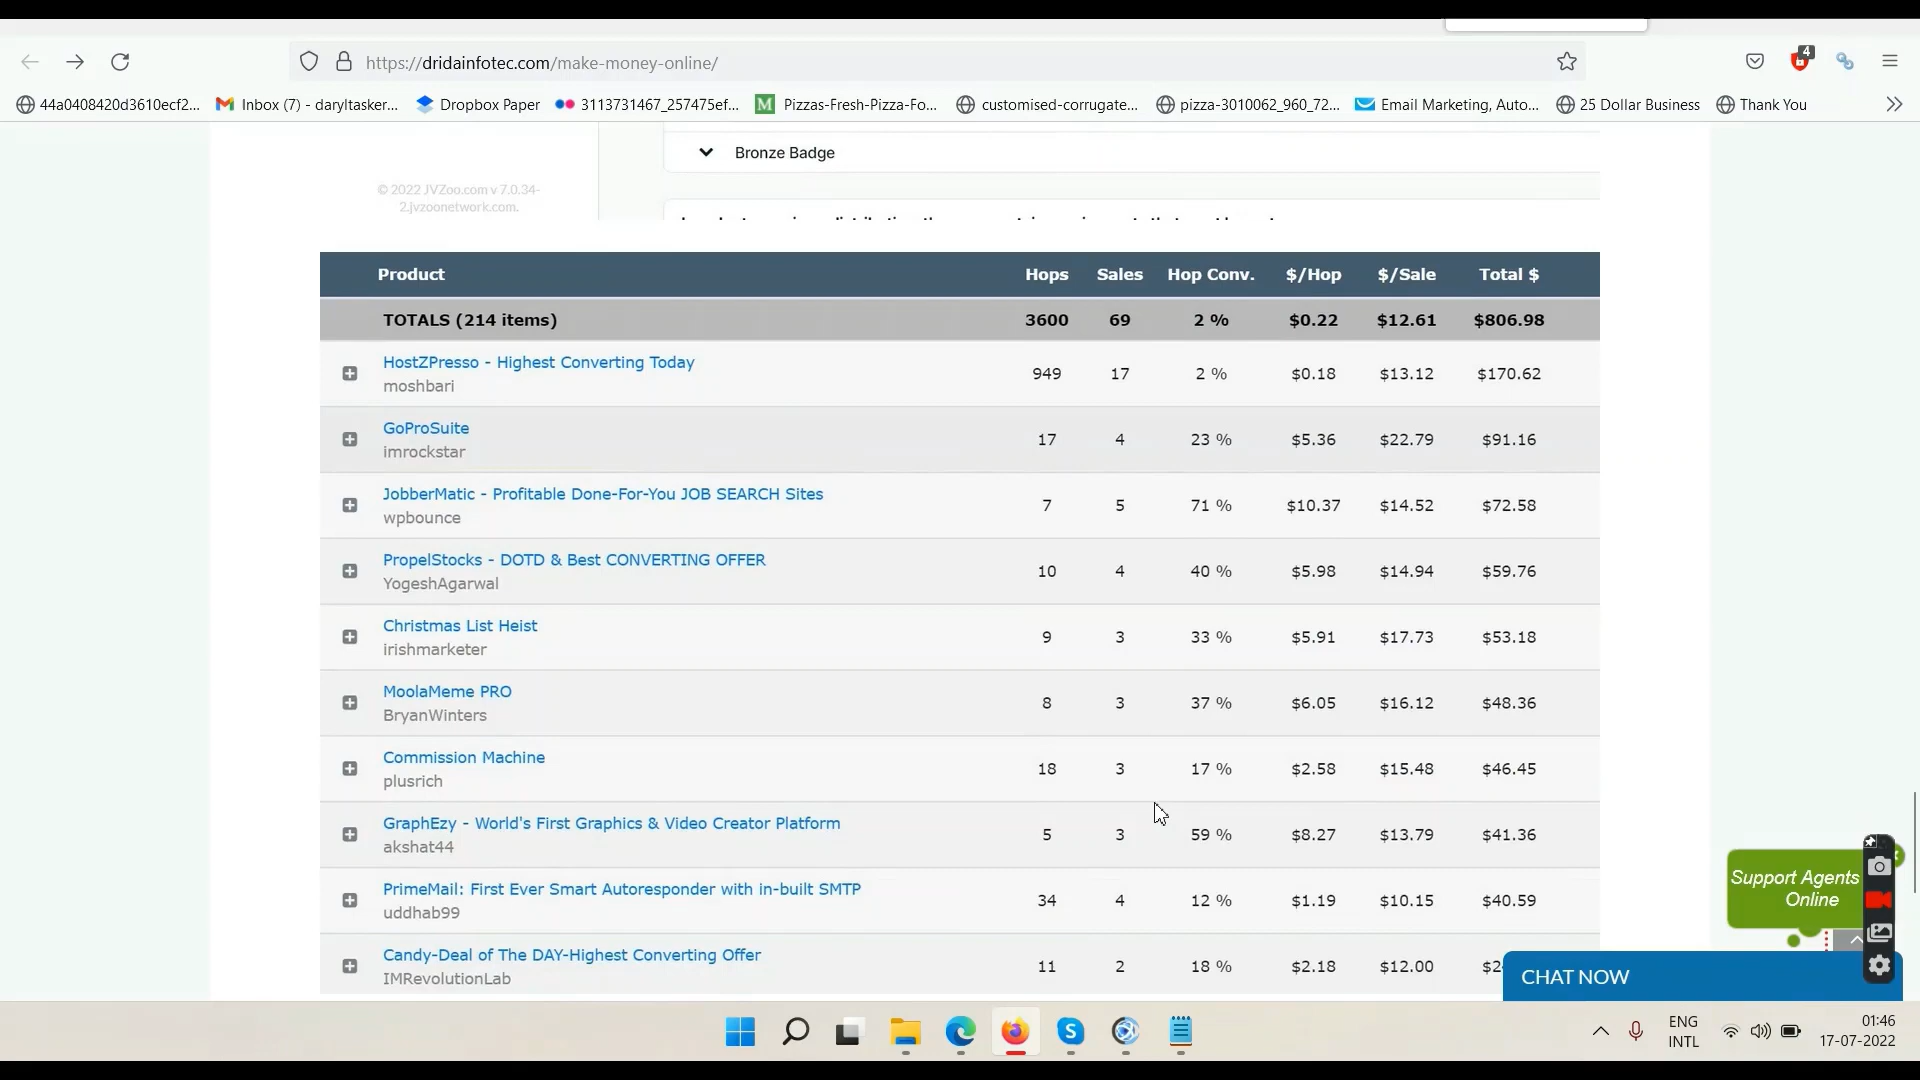 https://dridainfotec.com/make-money-online/
4
44a0408420d3610ecf2...
Inbox (7) - daryltasker...
Dropbox Paper
3113731467_257475ef...
M Pizzas-Fresh-Pizza-Fo...
customised-corrugate...
pizza-3010062_960_72...
Email Marketing, Auto...
25 Dollar Business
Thank You
Bronze Badge
© 2022 JVZoo.com v 7.0.34-
2.jvzoonetwork.com.
Product Hops Sales Hop Conv. $/Hop $/Sale Total $
TOTALS (214 items) 3600 69 2 % $0.22 $12.61 $806.98
HostZPresso - Highest Converting Today
moshbari
949 17 2 % $0.18 $13.12 $170.62
GoProSuite
imrockstar
17 4 23 % $5.36 $22.79 $91.16
JobberMatic - Profitable Done-For-You JOB SEARCH Sites
wpbounce
7 5 71 % $10.37 $14.52 $72.58
PropelStocks - DOTD & Best CONVERTING OFFER
YogeshAgarwal
10 4 40 % $5.98 $14.94 $59.76
Christmas List Heist
irishmarketer
9 3 33 % $5.91 $17.73 $53.18
MoolaMeme PRO
BryanWinters
8 3 37 % $6.05 $16.12 $48.36
Commission Machine
plusrich
18 3 17 % $2.58 $15.48 $46.45
GraphEzy - World's First Graphics & Video Creator Platform
akshat44
5 3 59 % $8.27 $13.79 $41.36
PrimeMail: First Ever Smart Autoresponder with in-built SMTP
uddhab99
34 4 12 % $1.19 $10.15 $40.59
Candy-Deal of The DAY-Highest Converting Offer
IMRevolutionLab
11 2 18 % $2.18 $12.00
Support Agents
Online
CHAT NOW
ENG
INTL
01:46
17-07-2022